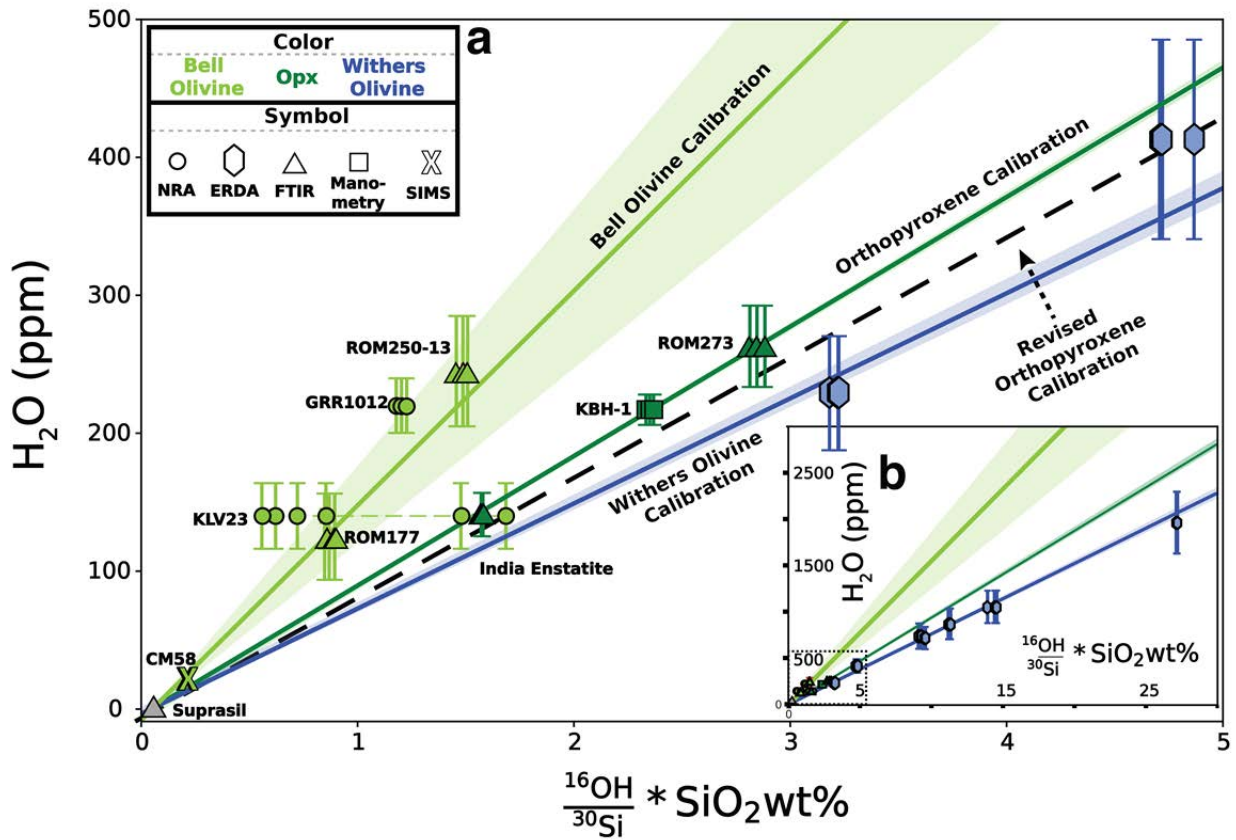 500
400
300
200
100
0
H₂O (ppm)
a
Color
Bell Olivine
Opx
Withers Olivine
Symbol
NRA
ERDA
FTIR
Mano-
metry
SIMS
Bell Olivine Calibration
Orthopyroxene Calibration
Revised
Orthopyroxene
Calibration
Withers Olivine
Calibration
ROM250-13
GRR1012
ROM273
KBH-1
KLV23
ROM177
India Enstatite
CM58
Suprasil
b
2500
1500
500
0
H₂O (ppm)
¹⁶OH
³⁰Si * SiO₂wt%
0
5
15
25
0
1
2
3
4
5
¹⁶OH
³⁰Si * SiO₂wt%